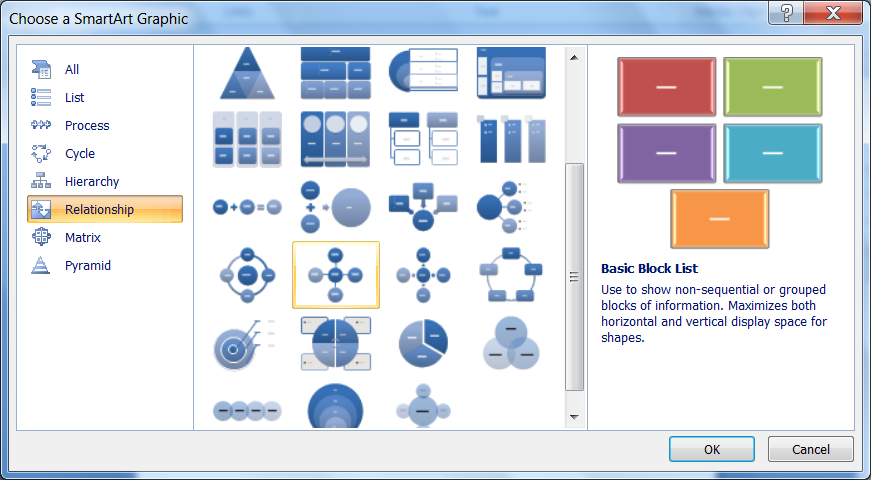 Choose a SmartArt Graphic
All
List
Process
Cycle
Hierarchy
Relationship
Matrix
Pyramid
Basic Block List
Use to show non-sequential or grouped
blocks of information. Maximizes both
horizontal and vertical display space for
shapes.
OK
Cancel